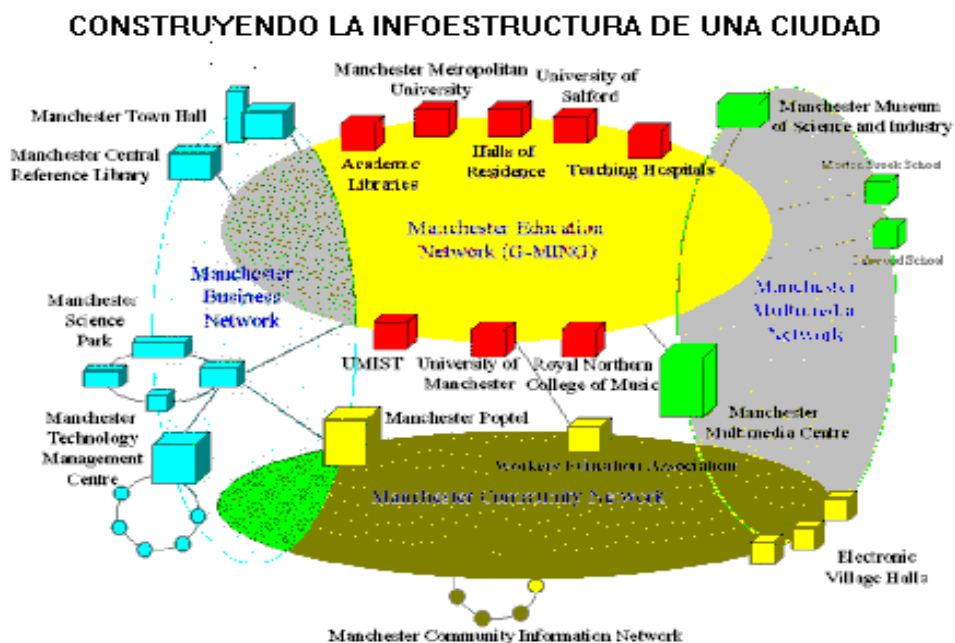 CONSTRUYENDO LA INFOESTRUCTURA DE UNA CIUDAD
Manchester Metropolitan
University
University of
Salford
Manchester Town Hall
Manchester Museum
of Science and Industry
Manchester Central
Reference Library
Academic
Libraries
Halls of
Residence
Teaching Hospitals
School
Manchester Education
Network (G-MING)
School
Manchester
Business
Network
Manchester
Multimedia
Network
Manchester
Science
Park
UMIST
University of
Manchester
Royal Northern
College of Music
Manchester
Technology
Management
Centre
Manchester Poptel
Manchester
Multimedia Centre
Workers Education Association
Manchester Community Network
Electronic
Village Halls
Manchester Community Information Network